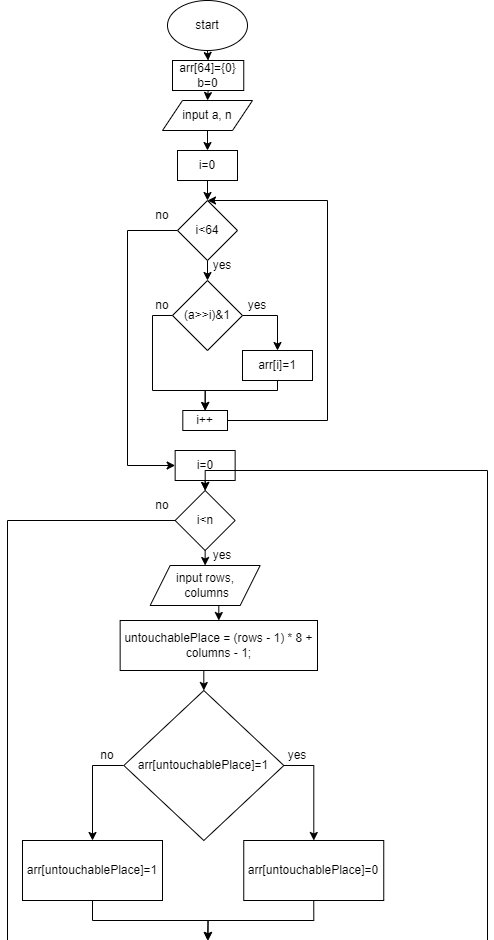 start
arr[64]={0}
b=0
input a, n
i=0
no
i<64
yes
no
(a>>i)&1
yes
arr[i]=1
i++
i=0
no
i<n
yes
input rows,
columns
untouchablePlace = (rows - 1) * 8 +
columns - 1;
no
arr[untouchablePlace]=1
yes
arr[untouchablePlace]=1
arr[untouchablePlace]=0